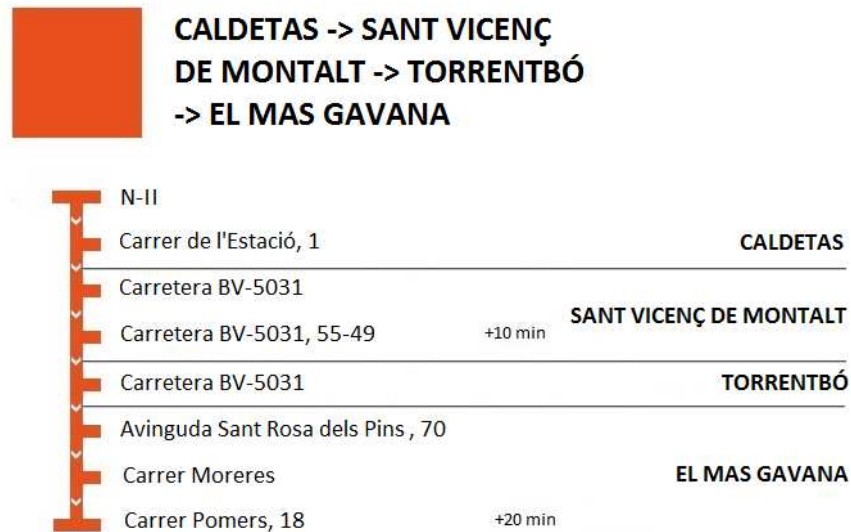 CALDETAS -> SANT VICENÇ
DE MONTALT -> TORRENTBÓ
-> EL MAS GAVANA
N-II
Carrer de l'Estació, 1
CALDETAS
Carretera BV-5031
SANT VICENÇ DE MONTALT
Carretera BV-5031, 55-49 +10 min
Carretera BV-5031 TORRENTBÓ
Avinguda Sant Rosa dels Pins , 70
Carrer Moreres EL MAS GAVANA
Carrer Pomers, 18 +20 min